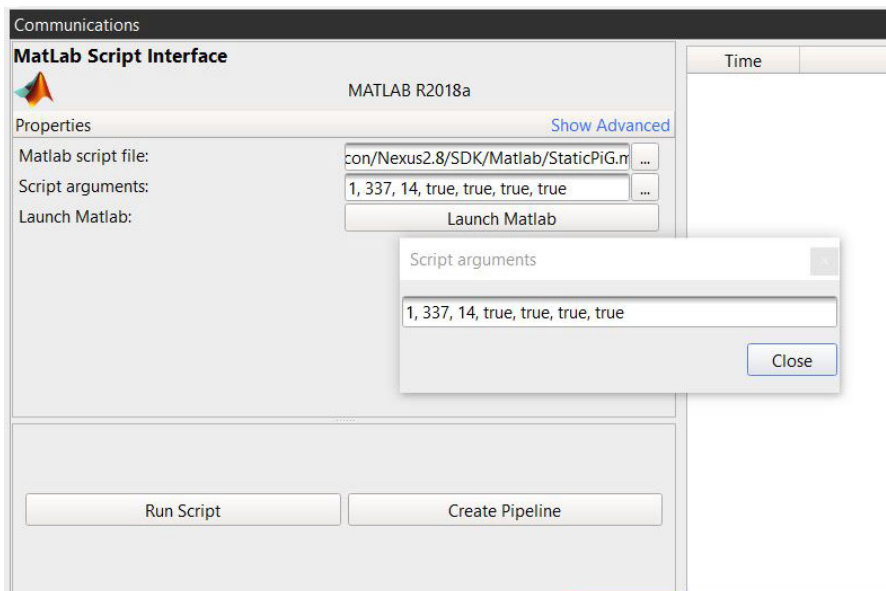 Communications
MatLab Script Interface
Time
MATLAB R2018a
Properties
Show Advanced
Matlab script file:
con/Nexus2.8/SDK/Matlab/StaticPiG.m
...
Script arguments:
1, 337, 14, true, true, true, true
...
Launch Matlab:
Launch Matlab
Script arguments
1, 337, 14, true, true, true, true
Close
Run Script
Create Pipeline